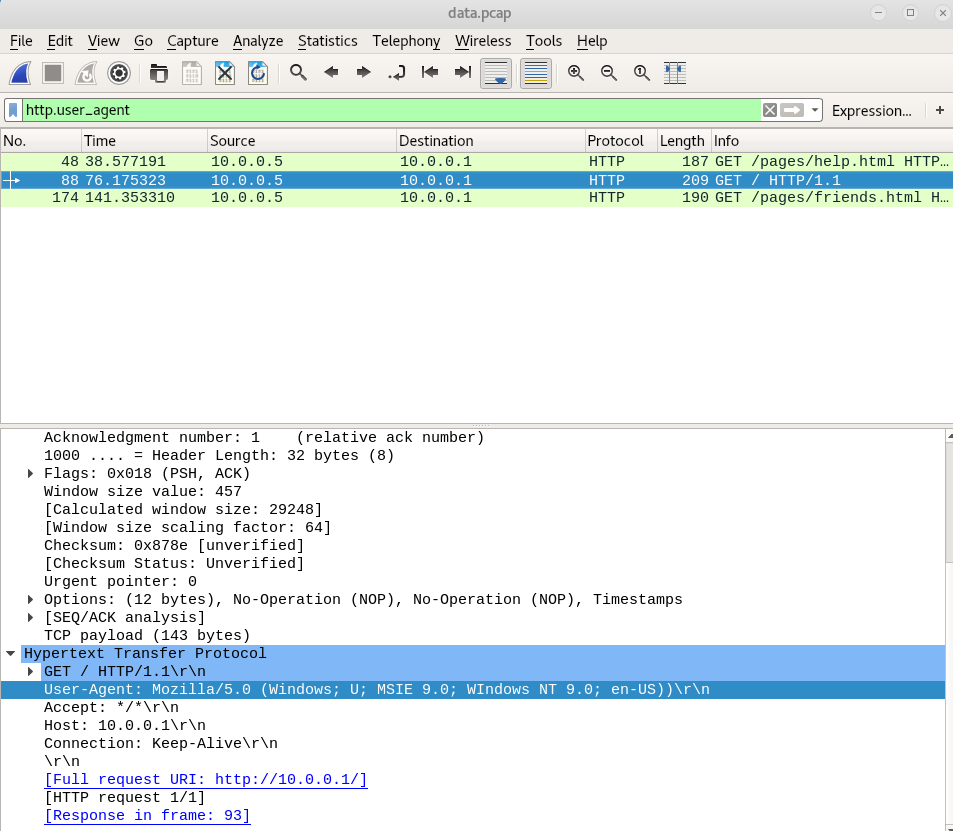 data.pcap
File Edit View Go Capture Analyze Statistics Telephony Wireless Tools Help
http.user_agent Expression… +
No. Time Source Destination Protocol Length Info
48 38.577191 10.0.0.5 10.0.0.1 HTTP 187 GET /pages/help.html HTTP…
88 76.175323 10.0.0.5 10.0.0.1 HTTP 209 GET / HTTP/1.1
174 141.353310 10.0.0.5 10.0.0.1 HTTP 190 GET /pages/friends.html H…
Acknowledgment number: 1 (relative ack number)
1000 .... = Header Length: 32 bytes (8)
Flags: 0x018 (PSH, ACK)
Window size value: 457
[Calculated window size: 29248]
[Window size scaling factor: 64]
Checksum: 0x878e [unverified]
[Checksum Status: Unverified]
Urgent pointer: 0
Options: (12 bytes), No-Operation (NOP), No-Operation (NOP), Timestamps
[SEQ/ACK analysis]
TCP payload (143 bytes)
Hypertext Transfer Protocol
GET / HTTP/1.1\r\n
User-Agent: Mozilla/5.0 (Windows; U; MSIE 9.0; WIndows NT 9.0; en-US))\r\n
Accept: */*\r\n
Host: 10.0.0.1\r\n
Connection: Keep-Alive\r\n
\r\n
[Full request URI: http://10.0.0.1/]
[HTTP request 1/1]
[Response in frame: 93]